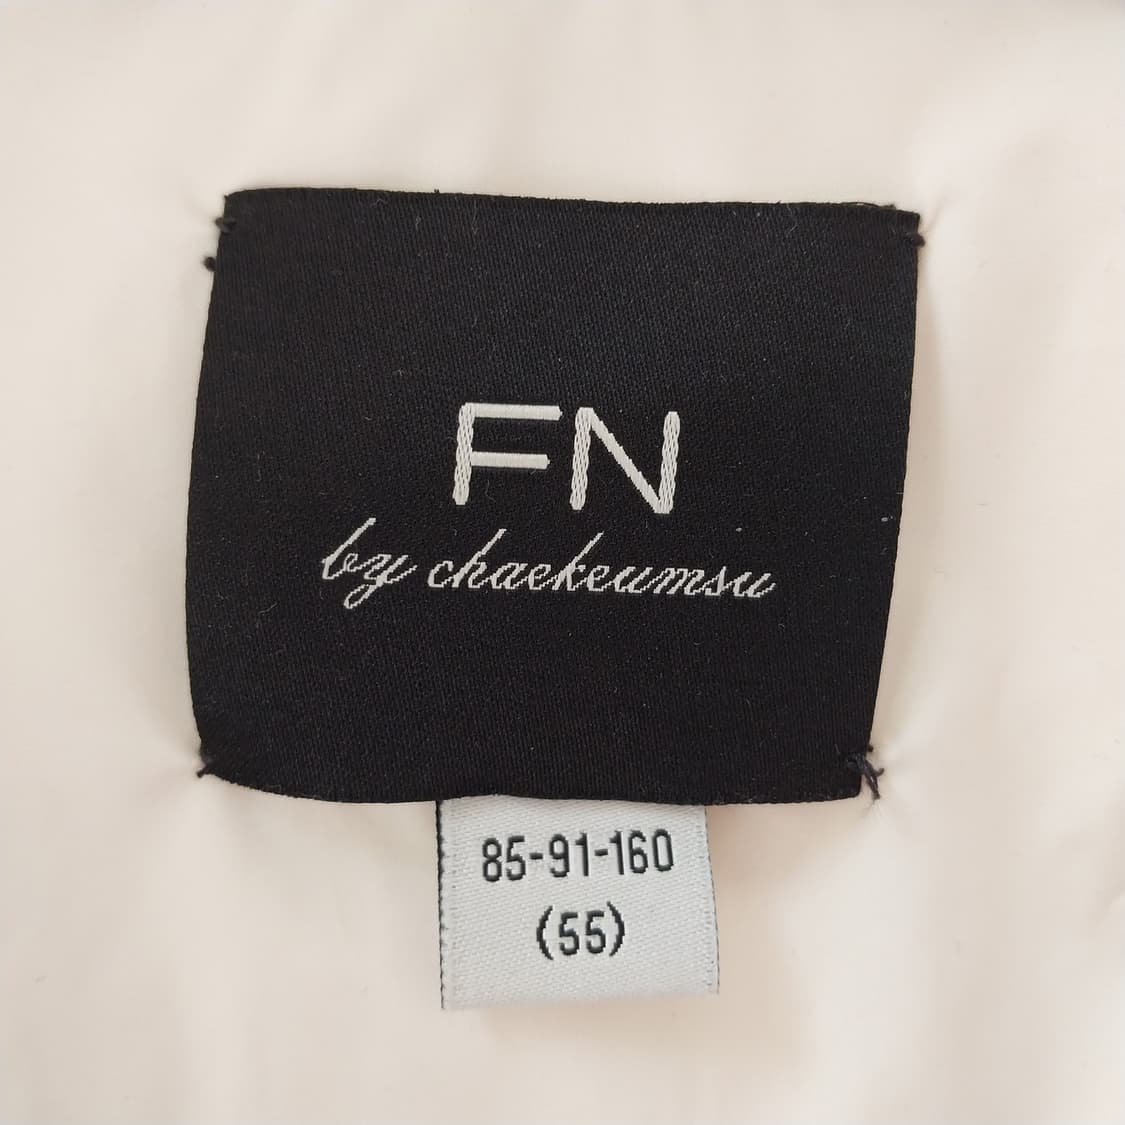 FN
by chaekeumsu
85-91-160
(55)